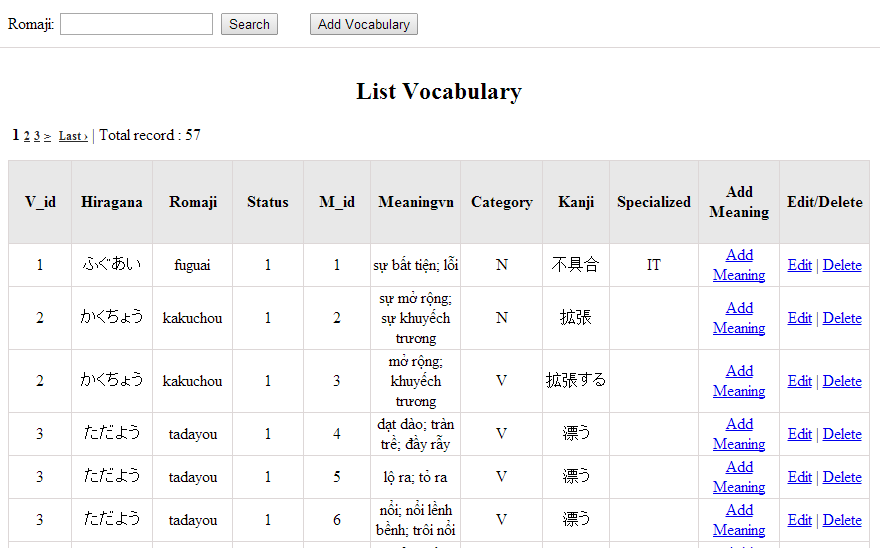 Romaji: Search Add Vocabulary
List Vocabulary
1 2 3 > Last › | Total record : 57
V_id Hiragana Romaji Status M_id Meaningvn Category Kanji Specialized Add Meaning Edit/Delete
1 ふぐあい fuguai 1 1 sự bất tiện; lỗi N 不具合 IT Add Meaning Edit | Delete
2 かくちょう kakuchou 1 2 sự mở rộng; sự khuyếch trương N 拡張 Add Meaning Edit | Delete
2 かくちょう kakuchou 1 3 mở rộng; khuyếch trương V 拡張する Add Meaning Edit | Delete
3 ただよう tadayou 1 4 dạt dào; tràn trề; đầy rẫy V 漂う Add Meaning Edit | Delete
3 ただよう tadayou 1 5 lộ ra; tỏ ra V 漂う Add Meaning Edit | Delete
3 ただよう tadayou 1 6 nổi; nổi lềnh bềnh; trôi nổi V 漂う Add Meaning Edit | Delete